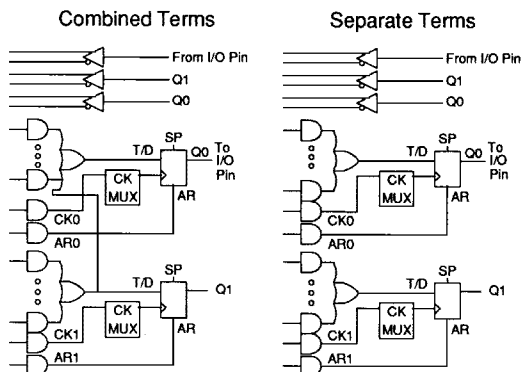 Combined Terms
From I/O Pin
Q1
Q0
SP
T/D
Q0
To
I/O
Pin
CK
MUX
CK0
AR
AR0
SP
T/D
Q1
CK
MUX
CK1
AR
AR1
Separate Terms
From I/O Pin
Q1
Q0
SP
T/D
Q0
To
I/O
Pin
CK
MUX
CK0
AR
AR0
SP
T/D
Q1
CK
MUX
CK1
AR
AR1